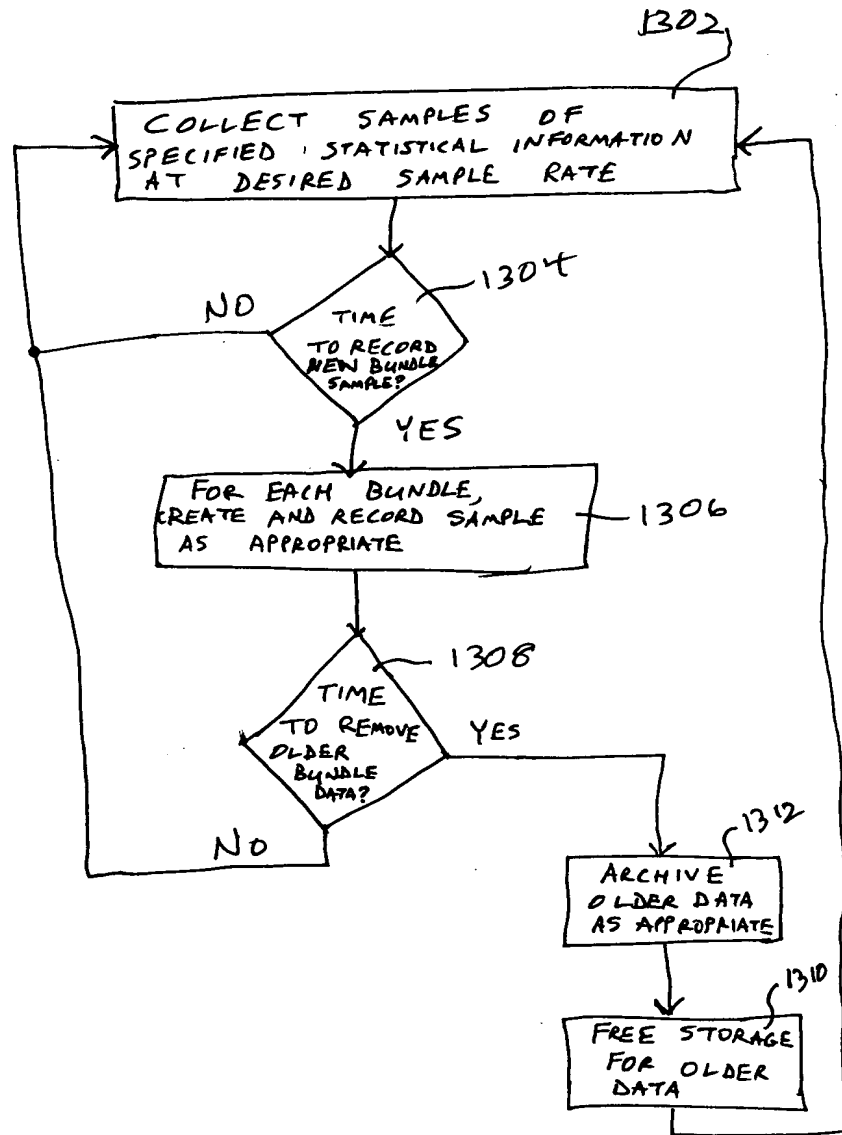 1302
COLLECT SAMPLES OF
SPECIFIED STATISTICAL INFORMATION
AT DESIRED SAMPLE RATE
1304
NO
TIME
TO RECORD
NEW BUNDLE
SAMPLE?
YES
FOR EACH BUNDLE,
CREATE AND RECORD SAMPLE
AS APPROPRIATE
1306
1308
TIME
TO REMOVE
OLDER
BUNDLE
DATA?
YES
NO
1312
ARCHIVE
OLDER DATA
AS APPROPRIATE
1310
FREE STORAGE
FOR OLDER
DATA